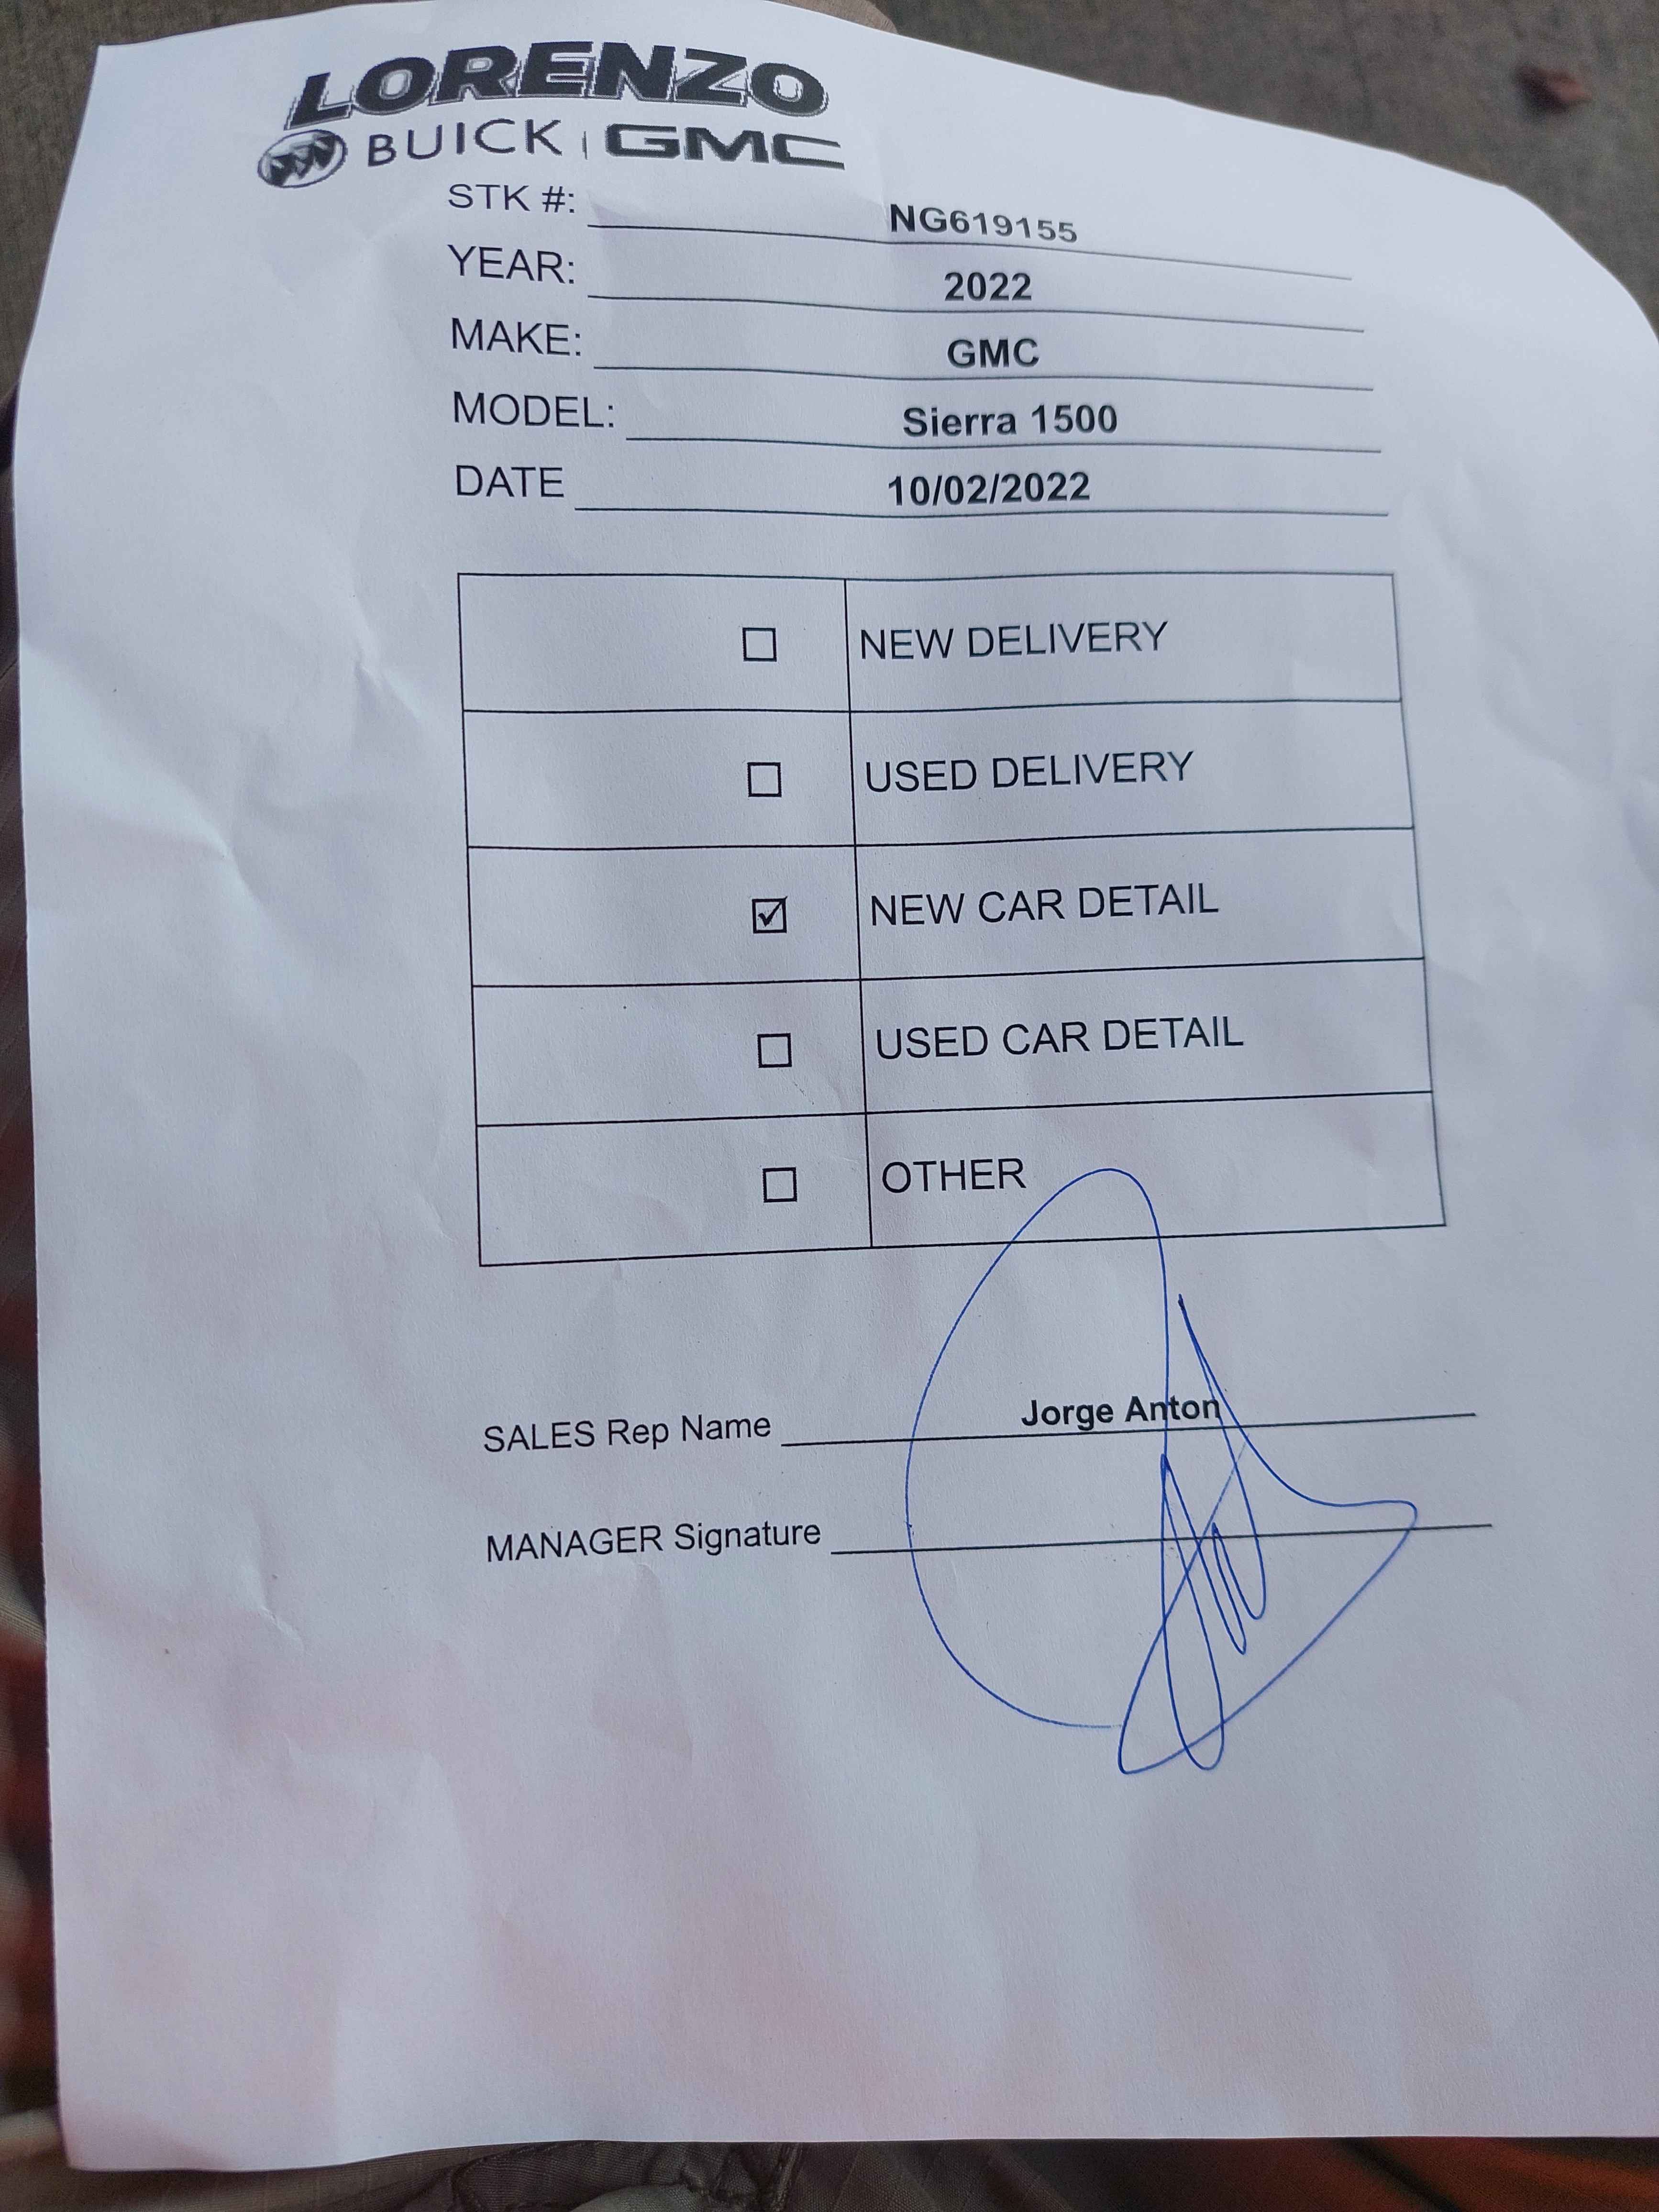 LORENZO
BUICK | GMC
STK #: NG619155
YEAR: 2022
MAKE: GMC
MODEL: Sierra 1500
DATE 10/02/2022
☐ NEW DELIVERY
☐ USED DELIVERY
☑ NEW CAR DETAIL
☐ USED CAR DETAIL
☐ OTHER
SALES Rep Name Jorge Anton
MANAGER Signature